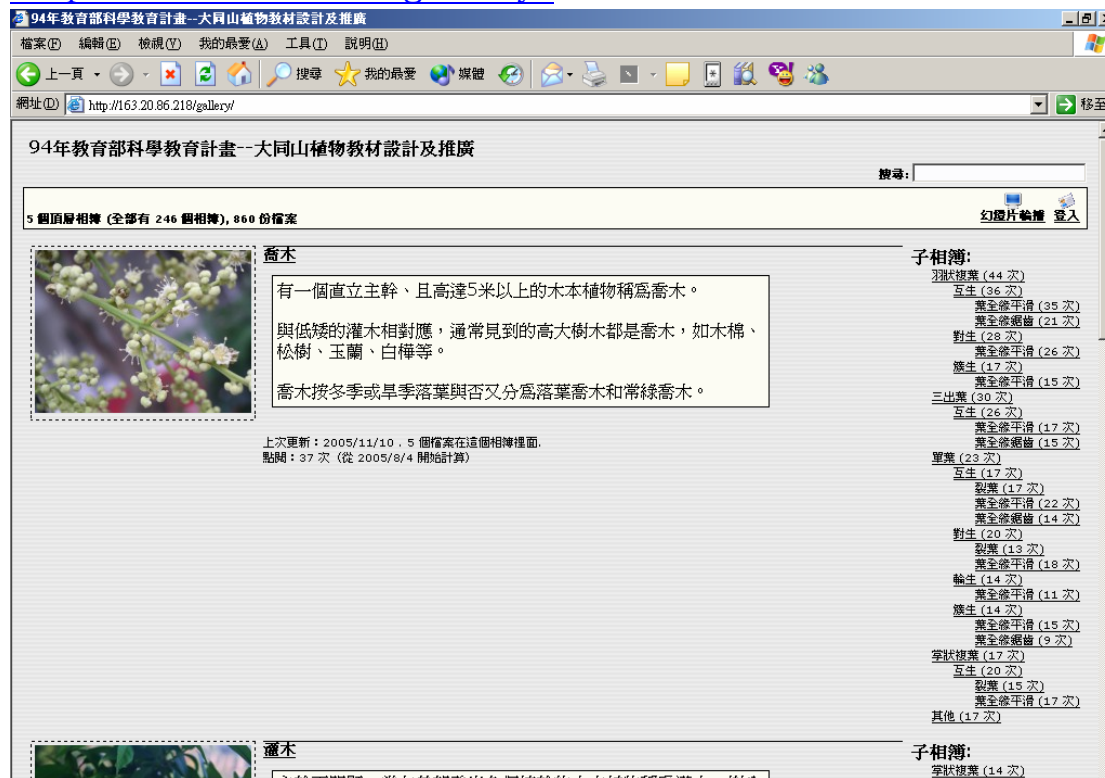 94年教育部科學教育計畫--大同山植物教材設計及推廣
檔案(F) 編輯(E) 檢視(V) 我的最愛(A) 工具(T) 說明(H)
上一頁 搜尋 我的最愛 媒體
網址(D) http://163.20.86.218/gallery/ 移至
94年教育部科學教育計畫--大同山植物教材設計及推廣
搜尋:
5 個頂層相簿 (全部有 246 個相簿), 860 份檔案
幻燈片輪播 登入
喬木
有一個直立主幹、且高達5米以上的木本植物稱為喬木。
與低矮的灌木相對應，通常見到的高大樹木都是喬木，如木棉、
松樹、玉蘭、白樺等。
喬木按冬季或旱季落葉與否又分為落葉喬木和常綠喬木。
上次更新：2005/11/10 . 5 個檔案在這個相簿裡面.
點閱：37 次 (從 2005/8/4 開始計算)
子相簿:
羽狀複葉 (44 次)
互生 (36 次)
葉全緣平滑 (35 次)
葉全緣鋸齒 (21 次)
對生 (28 次)
葉全緣平滑 (26 次)
簇生 (17 次)
葉全緣平滑 (15 次)
三出葉 (30 次)
互生 (26 次)
葉全緣平滑 (17 次)
葉全緣鋸齒 (15 次)
單葉 (23 次)
互生 (17 次)
裂葉 (17 次)
葉全緣平滑 (22 次)
葉全緣鋸齒 (14 次)
對生 (20 次)
裂葉 (13 次)
葉全緣平滑 (18 次)
輪生 (14 次)
葉全緣平滑 (11 次)
簇生 (14 次)
葉全緣平滑 (15 次)
葉全緣鋸齒 (9 次)
掌狀複葉 (17 次)
互生 (20 次)
裂葉 (15 次)
葉全緣平滑 (17 次)
其他 (17 次)
灌木
子相簿:
掌狀複葉 (14 次)